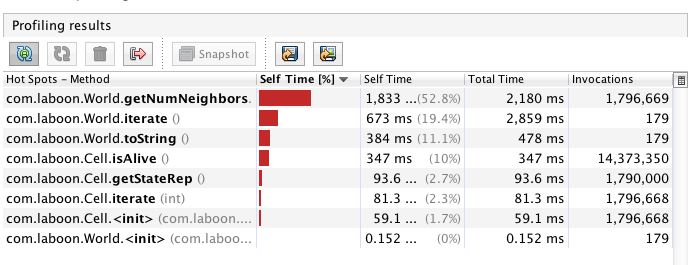 Profiling results
Snapshot
Hot Spots – Method Self Time [%] Self Time Total Time Invocations
com.laboon.World.getNumNeighbors. 1,833 ...(52.8%) 2,180 ms 1,796,669
com.laboon.World.iterate () 673 ms (19.4%) 2,859 ms 179
com.laboon.World.toString () 384 ms (11.1%) 478 ms 179
com.laboon.Cell.isAlive () 347 ms (10%) 347 ms 14,373,350
com.laboon.Cell.getStateRep () 93.6 ... (2.7%) 93.6 ms 1,790,000
com.laboon.Cell.iterate (int) 81.3 ... (2.3%) 81.3 ms 1,796,668
com.laboon.Cell.<init> (com.laboon.... 59.1 ... (1.7%) 59.1 ms 1,796,668
com.laboon.World.<init> (com.laboo... 0.152 ... (0%) 0.152 ms 179